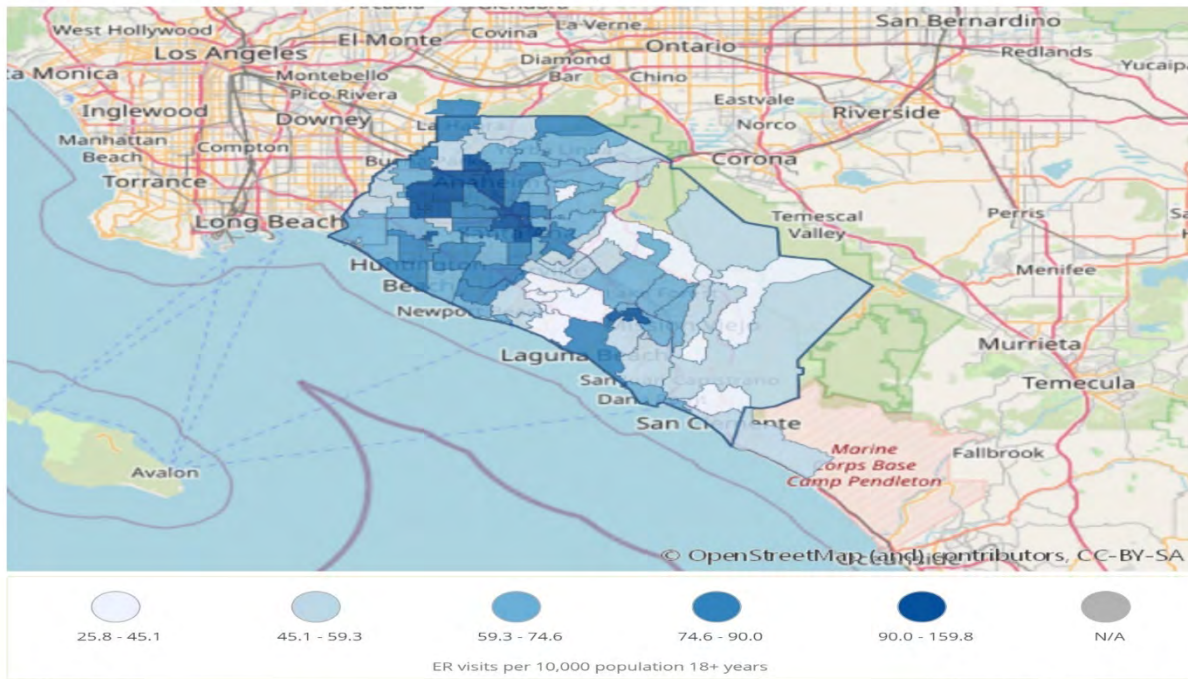 West Hollywood
Los Angeles
El Monte
Covina
La Verne
San Bernardino
Ontario
Redlands
Diamond
Bar
Chino
Yucaipa
Montebello
Pico Rivera
Inglewood
Downey
Eastvale
Norco
Riverside
Manhattan
Beach
Compton
Corona
Torrance
Anaheim
Long Beach
Temescal
Valley
Perris
Menifee
Huntington
Beach
Newport
Murrieta
Laguna Beach
Temecula
San Clemente
Marine
Corps Base
Camp Pendleton
Fallbrook
Avalon
© OpenStreetMap (and) contributors, CC-BY-SA
25.8 - 45.1
45.1 - 59.3
59.3 - 74.6
74.6 - 90.0
90.0 - 159.8
N/A
ER visits per 10,000 population 18+ years